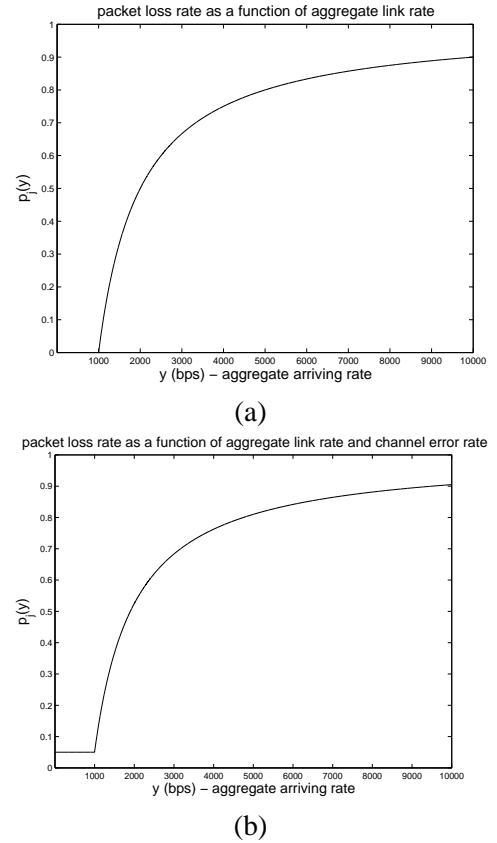 packet loss rate as a function of aggregate link rate
1
0.9
0.8
0.7
0.6
0.5
0.4
0.3
0.2
0.1
0
p_j(y)
1000 2000 3000 4000 5000 6000 7000 8000 9000 10000
y (bps) − aggregate arriving rate
(a)
packet loss rate as a function of aggregate link rate and channel error rate
1
0.9
0.8
0.7
0.6
0.5
0.4
0.3
0.2
0.1
0
p_j(y)
1000 2000 3000 4000 5000 6000 7000 8000 9000 10000
y (bps) − aggregate arriving rate
(b)